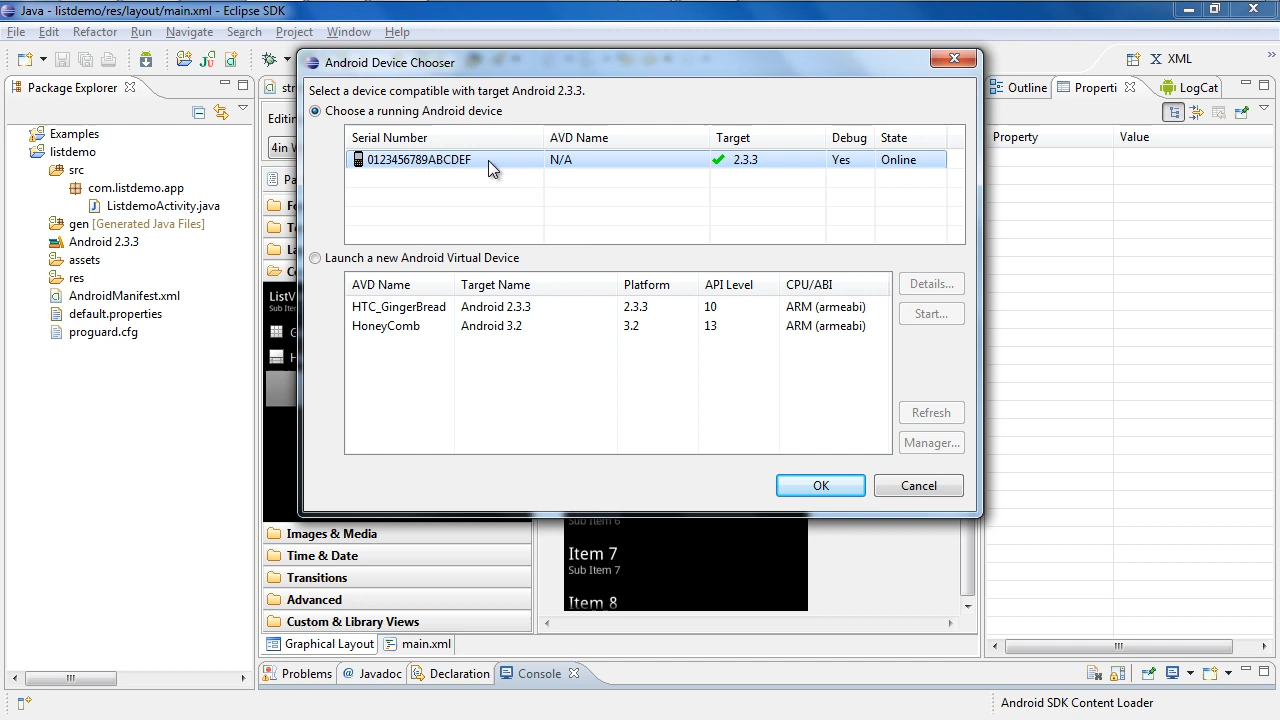 Java - listdemo/res/layout/main.xml - Eclipse SDK
File Edit Refactor Run Navigate Search Project Window Help
XML
Package Explorer
Outline
Properti
LogCat
Examples
listdemo
src
com.listdemo.app
ListdemoActivity.java
gen [Generated Java Files]
Android 2.3.3
assets
res
AndroidManifest.xml
default.properties
proguard.cfg
Android Device Chooser
Select a device compatible with target Android 2.3.3.
Choose a running Android device
Serial Number AVD Name Target Debug State
0123456789ABCDEF N/A 2.3.3 Yes Online
Launch a new Android Virtual Device
AVD Name Target Name Platform API Level CPU/ABI
HTC_GingerBread Android 2.3.3 2.3.3 10 ARM (armeabi)
HoneyComb Android 3.2 3.2 13 ARM (armeabi)
Details...
Start...
Refresh
Manager...
OK
Cancel
Property Value
Images & Media
Time & Date
Transitions
Advanced
Custom & Library Views
Sub Item 6
Item 7
Sub Item 7
Item 8
Graphical Layout main.xml
Problems @ Javadoc Declaration Console
Android SDK Content Loader